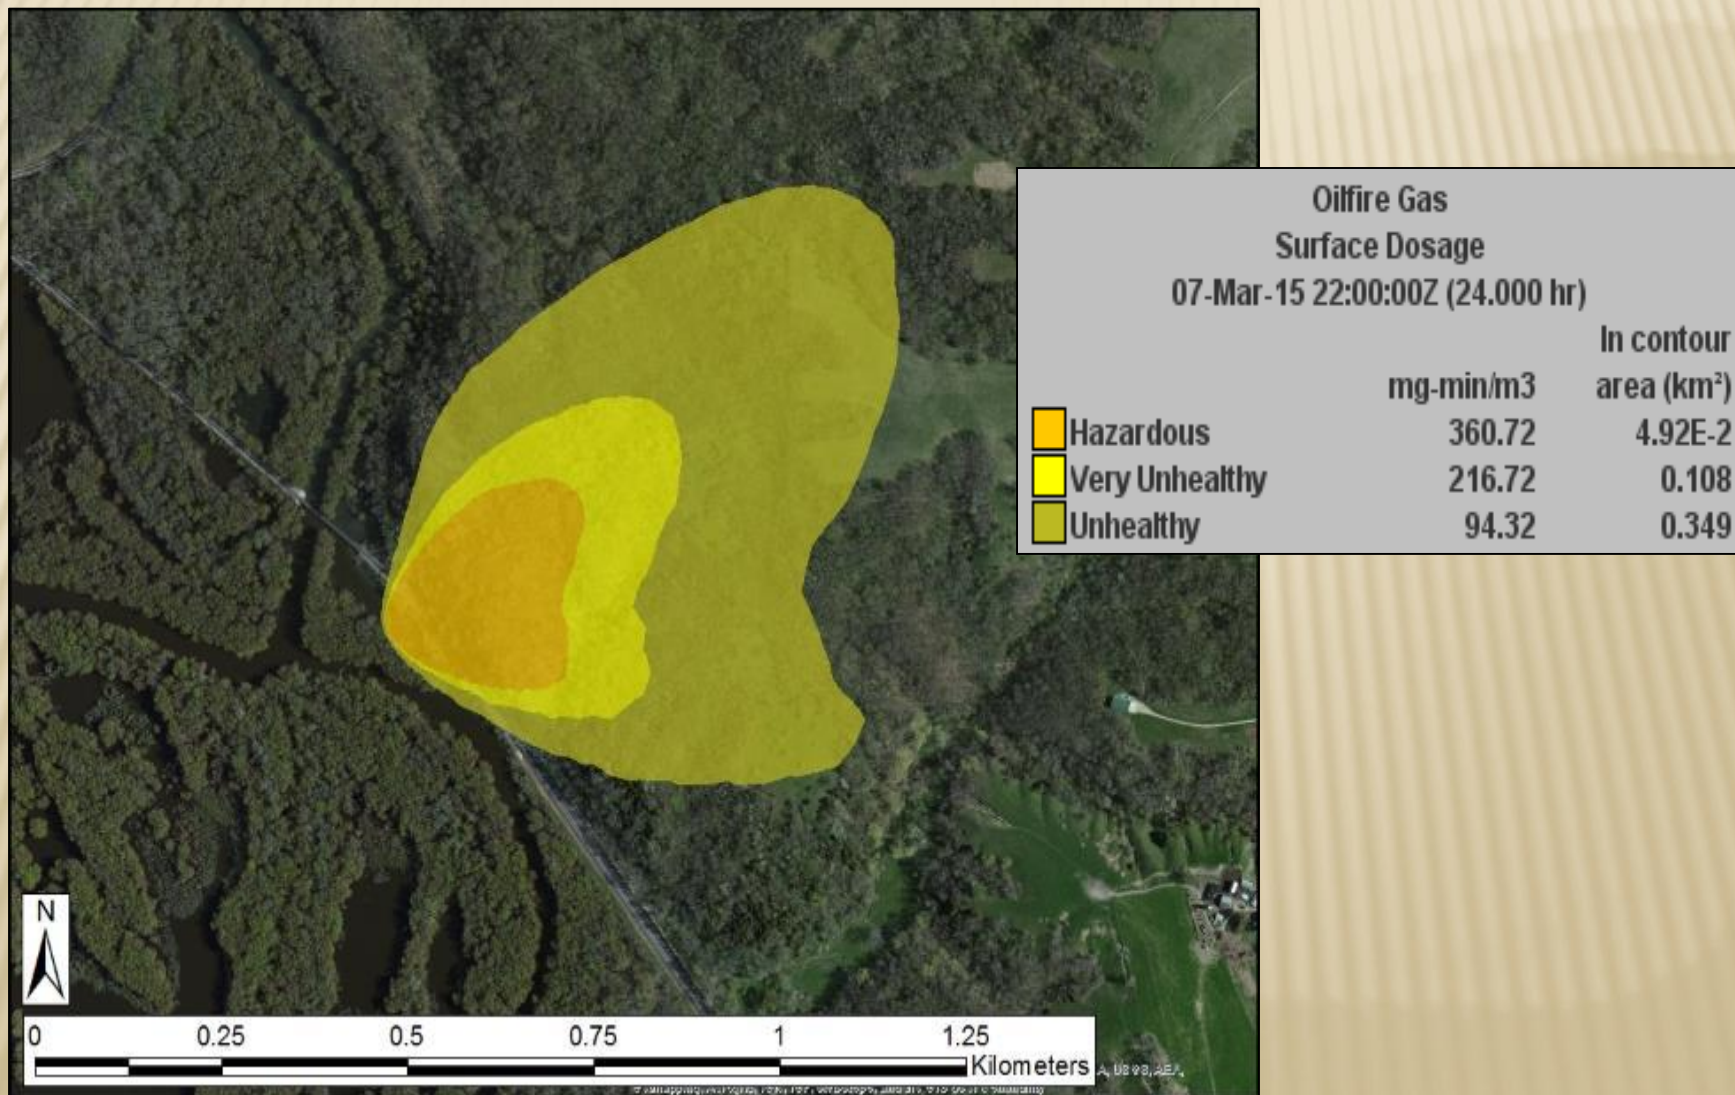 Oilfire Gas
Surface Dosage
07-Mar-15 22:00:00Z (24.000 hr)
In contour
mg-min/m3 area (km²)
Hazardous 360.72 4.92E-2
Very Unhealthy 216.72 0.108
Unhealthy 94.32 0.349
N
0 0.25 0.5 0.75 1 1.25
Kilometers